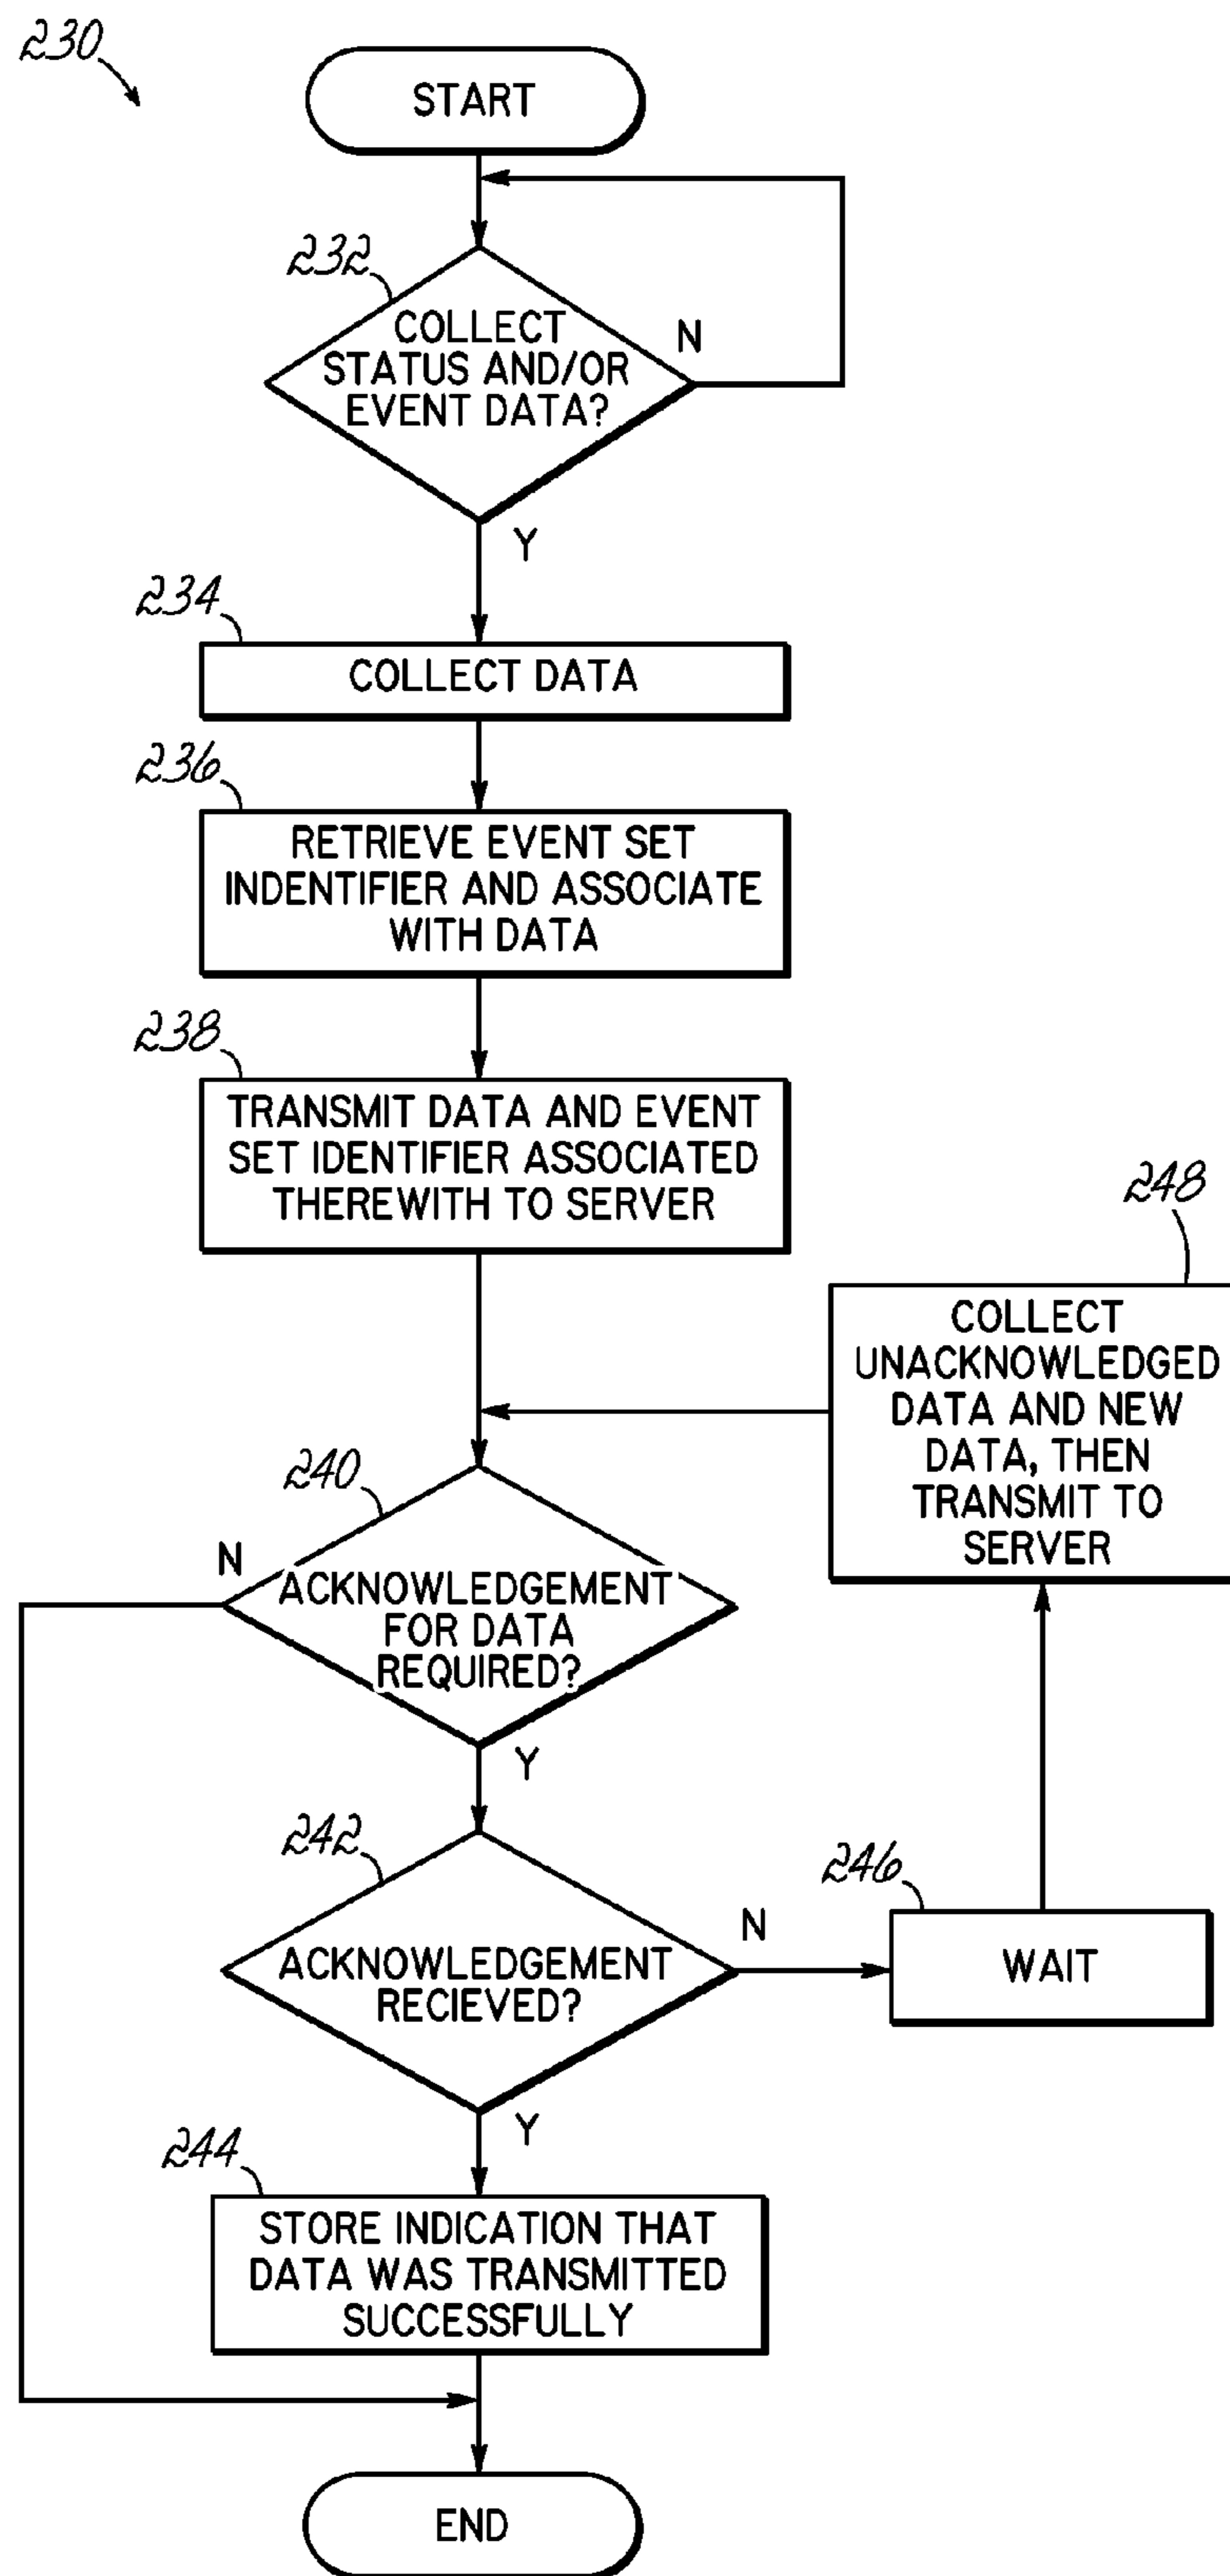 230
START
232
COLLECT
STATUS AND/OR
EVENT DATA?
N
Y
234
COLLECT DATA
236
RETRIEVE EVENT SET
INDENTIFIER AND ASSOCIATE
WITH DATA
238
TRANSMIT DATA AND EVENT
SET IDENTIFIER ASSOCIATED
THEREWITH TO SERVER
248
COLLECT
UNACKNOWLEDGED
DATA AND NEW
DATA, THEN
TRANSMIT TO
SERVER
240
N
ACKNOWLEDGEMENT
FOR DATA
REQUIRED?
Y
242
ACKNOWLEDGEMENT
RECIEVED?
N
246
WAIT
Y
244
STORE INDICATION THAT
DATA WAS TRANSMITTED
SUCCESSFULLY
END